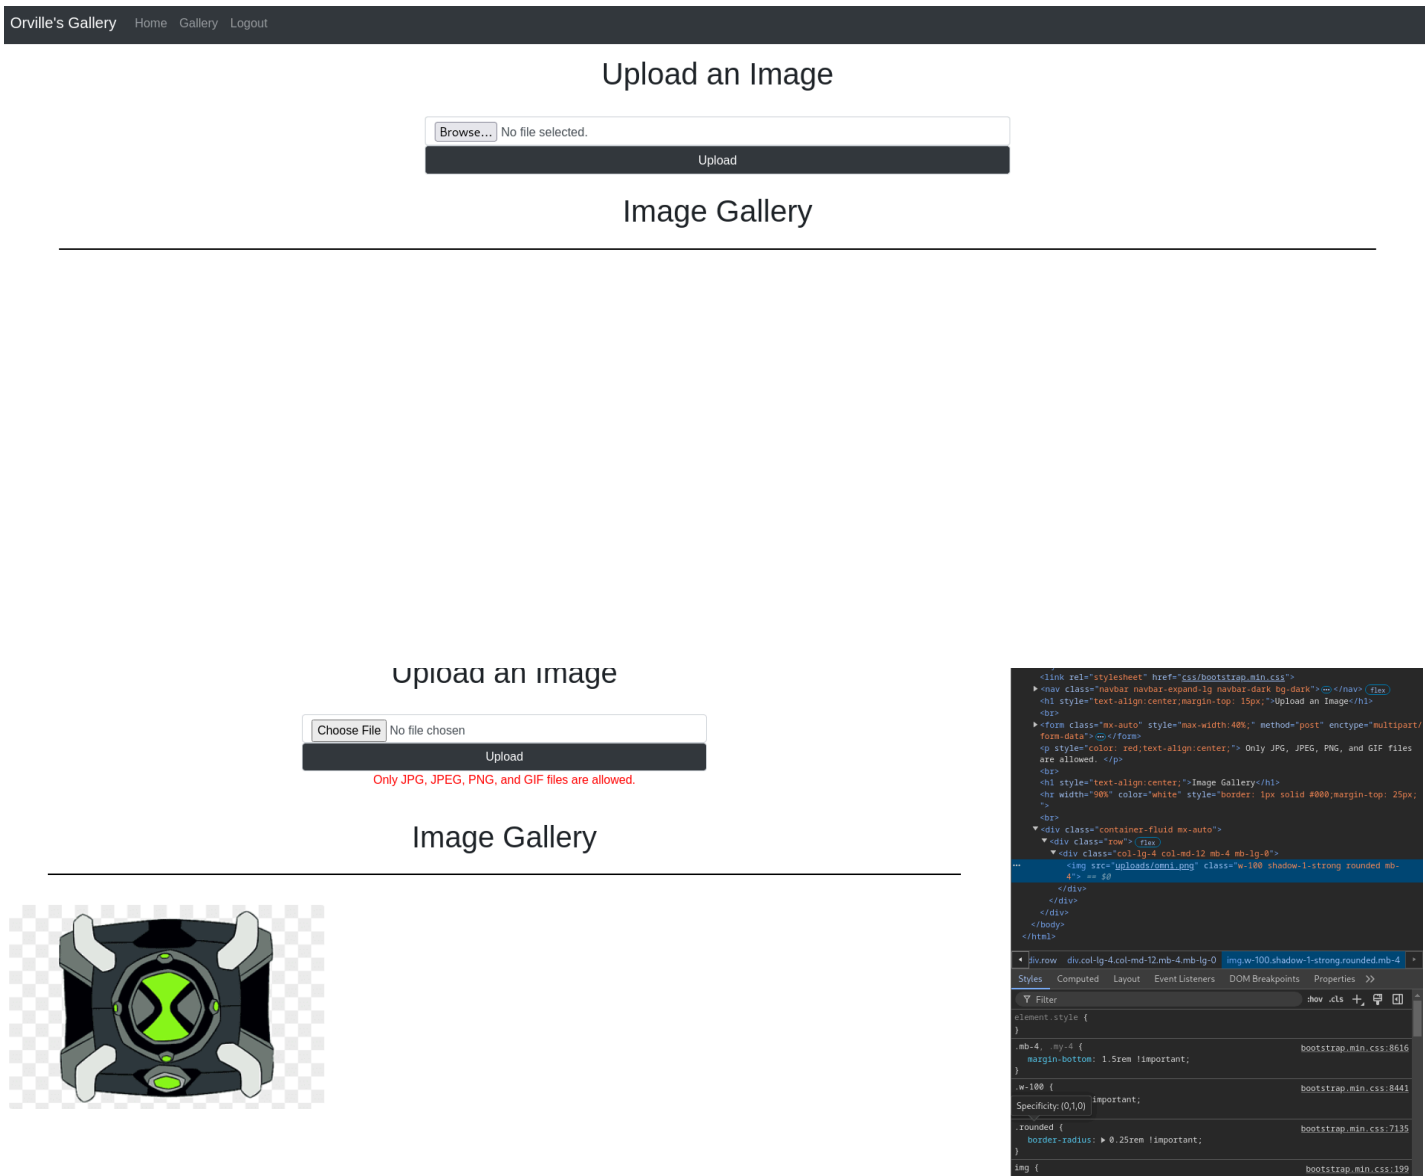 Orville's Gallery Home Gallery Logout
Upload an Image
Browse... No file selected.
Upload
Image Gallery
Upload an Image
Choose File No file chosen
Upload
Only JPG, JPEG, PNG, and GIF files are allowed.
Image Gallery
<link rel="stylesheet" href="css/bootstrap.min.css">
<nav class="navbar navbar-expand-lg navbar-dark bg-dark">⋯</nav> flex
<h1 style="text-align:center;margin-top: 15px;">Upload an Image</h1>
<br>
<form class="mx-auto" style="max-width:40%;" method="post" enctype="multipart/
form-data">⋯</form>
<p style="color: red;text-align:center;"> Only JPG, JPEG, PNG, and GIF files
are allowed. </p>
<br>
<h1 style="text-align:center;">Image Gallery</h1>
<hr width="90%" color="white" style="border: 1px solid #000;margin-top: 25px;
">
<br>
<div class="container-fluid mx-auto">
<div class="row"> flex
<div class="col-lg-4 col-md-12 mb-4 mb-lg-0">
<img src="uploads/omni.png" class="w-100 shadow-1-strong rounded mb-
4"> == $0
</div>
</div>
</div>
</body>
</html>
div.row div.col-lg-4.col-md-12.mb-4.mb-lg-0 img.w-100.shadow-1-strong.rounded.mb-4
Styles Computed Layout Event Listeners DOM Breakpoints Properties
Filter :hov .cls
element.style {
}
.mb-4, .my-4 { bootstrap.min.css:8616
margin-bottom: 1.5rem !important;
}
.w-100 { bootstrap.min.css:8441
important;
Specificity: (0,1,0)
.rounded { bootstrap.min.css:7135
border-radius: 0.25rem !important;
}
img { bootstrap.min.css:199